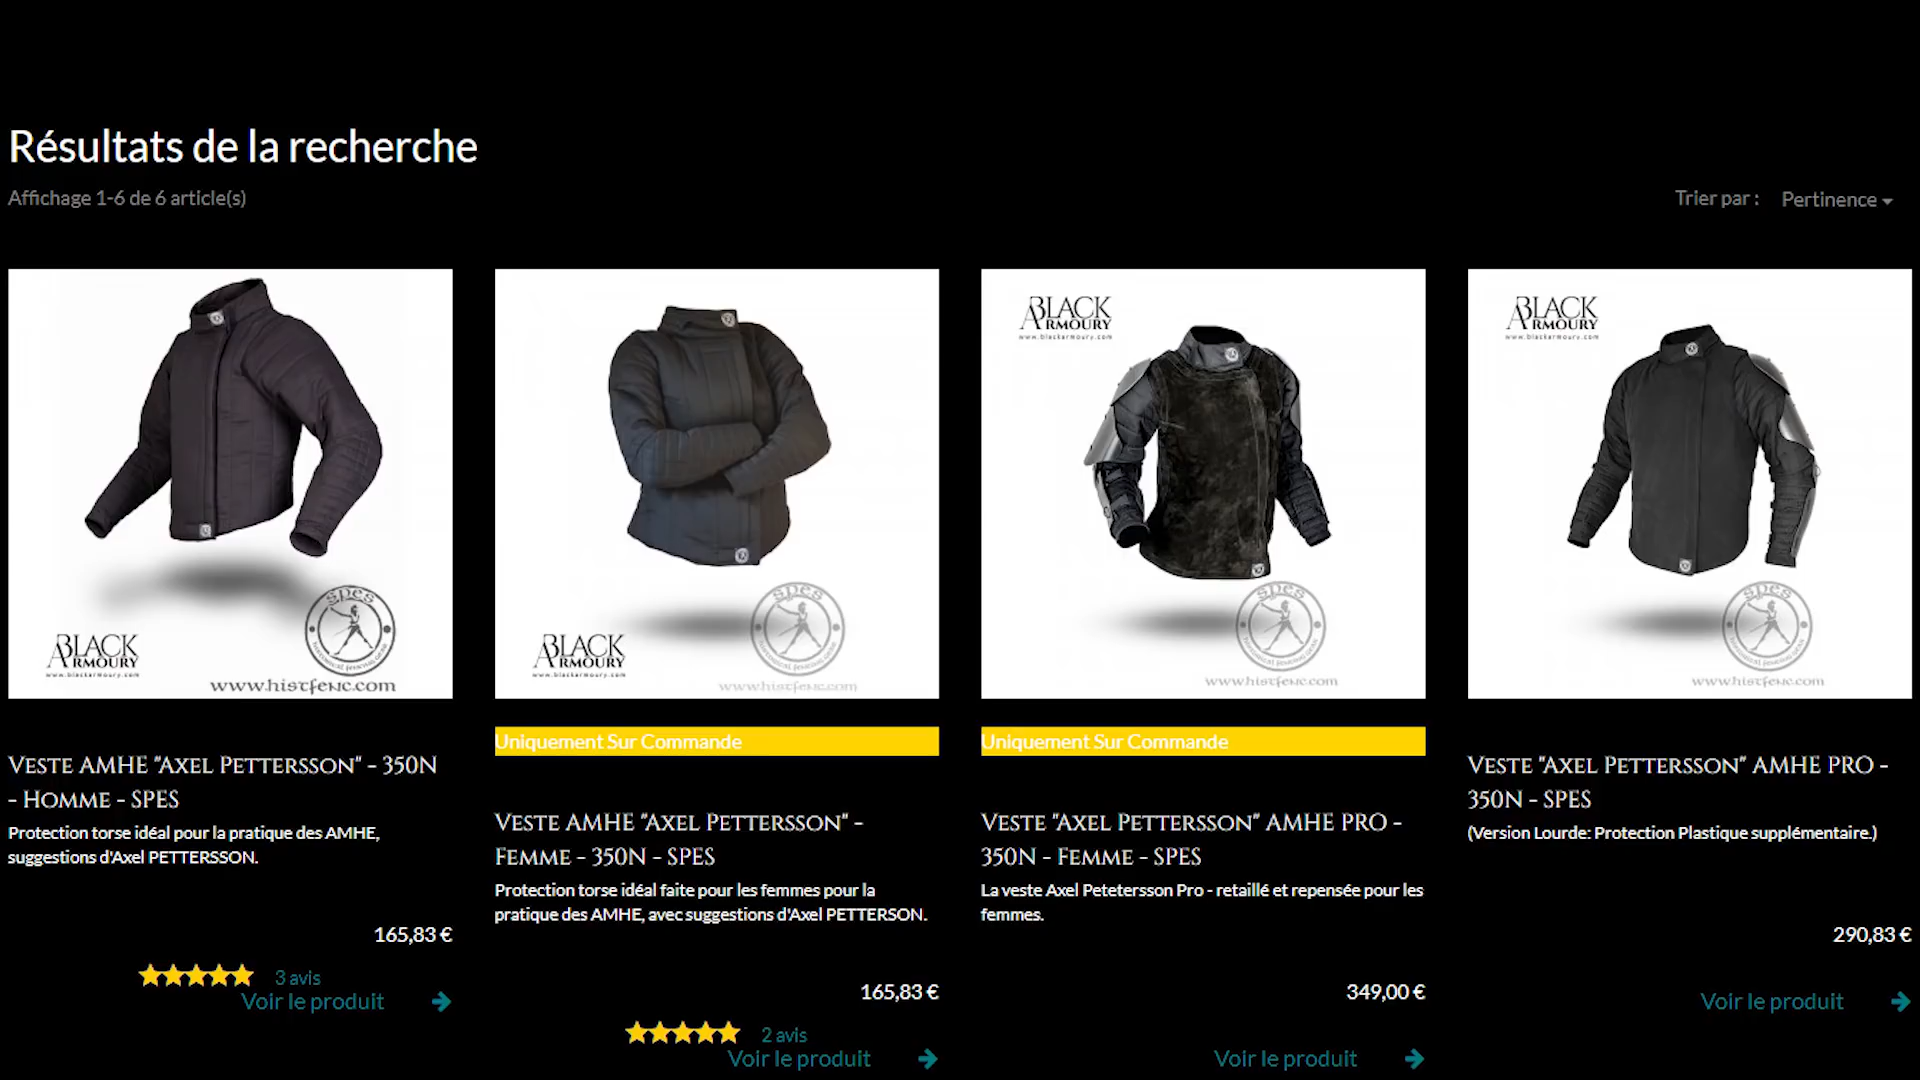 Résultats de la recherche
Affichage 1-6 de 6 article(s)
Trier par :
Pertinence
BLACK
ARMOURY
www.blackarmoury.com
spes
www.histfenc.com
Veste AMHE "Axel Pettersson" - 350N
- Homme - SPES
Protection torse idéal pour la pratique des AMHE,
suggestions d'Axel PETTERSSON.
165,83 €
3 avis
Voir le produit
BLACK
ARMOURY
www.blackarmoury.com
spes
www.histfenc.com
Uniquement Sur Commande
Veste AMHE "Axel Pettersson" -
Femme - 350N - SPES
Protection torse idéal faite pour les femmes pour la
pratique des AMHE, avec suggestions d'Axel PETTERSON.
165,83 €
2 avis
Voir le produit
BLACK
ARMOURY
www.blackarmoury.com
spes
www.histfenc.com
Uniquement Sur Commande
Veste "Axel Pettersson" AMHE PRO -
350N - Femme - SPES
La veste Axel Petetersson Pro - retaillé et repensée pour les
femmes.
349,00 €
Voir le produit
BLACK
ARMOURY
www.blackarmoury.com
spes
www.histfenc.com
Veste "Axel Pettersson" AMHE PRO -
350N - SPES
(Version Lourde: Protection Plastique supplémentaire.)
290,83 €
Voir le produit